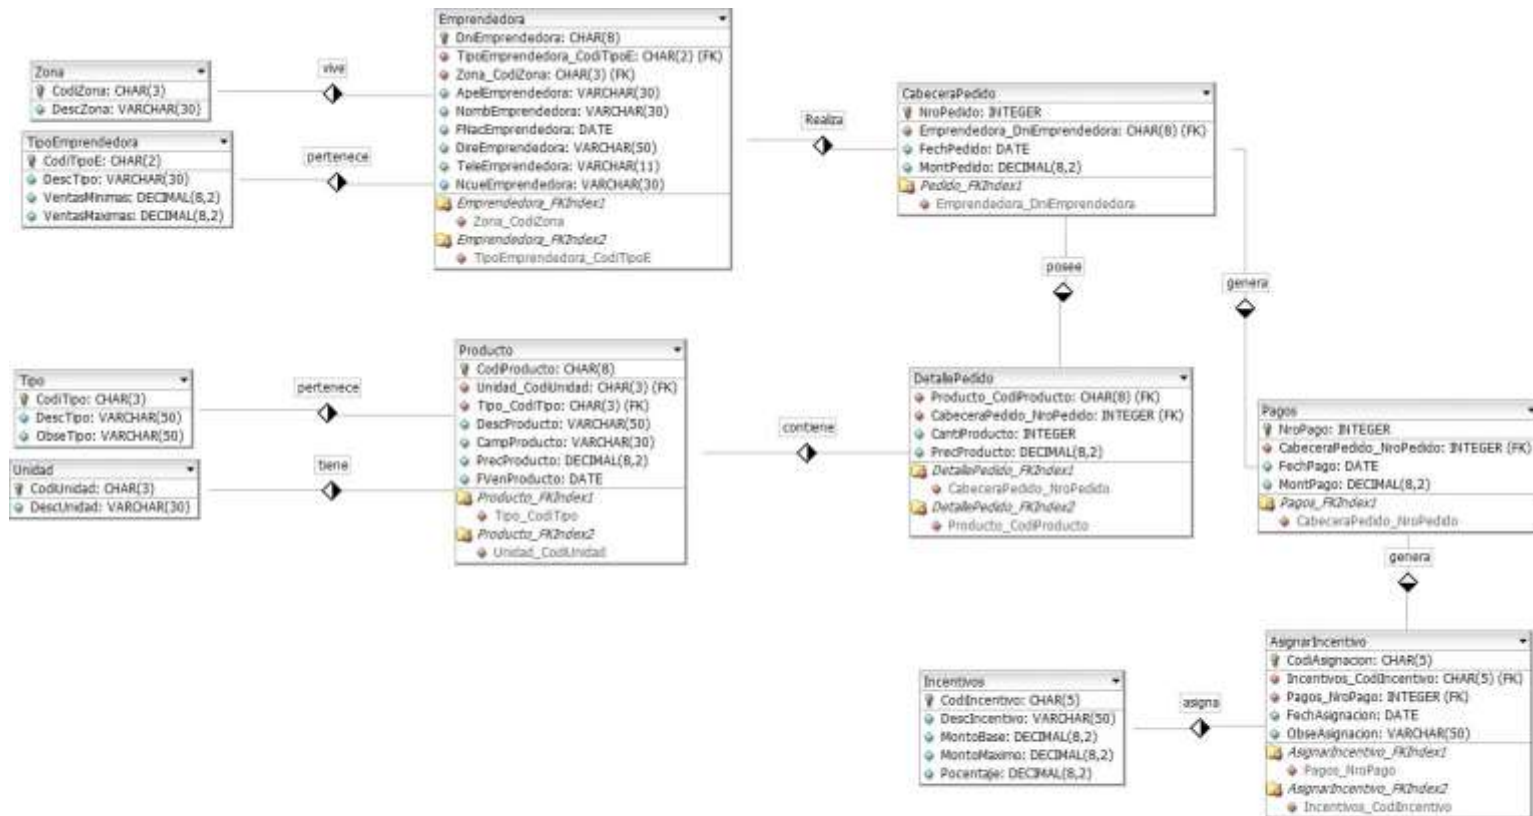 Zona
CodiZona: CHAR(3)
DescZona: VARCHAR(30)
TipoEmprendedora
CodiTipoE: CHAR(2)
DescTipo: VARCHAR(30)
VentasMinimas: DECIMAL(8,2)
VentasMaximas: DECIMAL(8,2)
vive
pertenece
Emprendedora
DniEmprendedora: CHAR(8)
TipoEmprendedora_CodiTipoE: CHAR(2) (FK)
Zona_CodiZona: CHAR(3) (FK)
ApelEmprendedora: VARCHAR(30)
NombEmprendedora: VARCHAR(30)
FNacEmprendedora: DATE
DireEmprendedora: VARCHAR(50)
TeleEmprendedora: VARCHAR(11)
NcueEmprendedora: VARCHAR(30)
Emprendedora_FKIndex1
Zona_CodiZona
Emprendedora_FKIndex2
TipoEmprendedora_CodiTipoE
Realiza
CabeceraPedido
NroPedido: INTEGER
Emprendedora_DniEmprendedora: CHAR(8) (FK)
FechPedido: DATE
MontPedido: DECIMAL(8,2)
Pedido_FKIndex1
Emprendedora_DniEmprendedora
posee
genera
Tipo
CodiTipo: CHAR(3)
DescTipo: VARCHAR(50)
ObseTipo: VARCHAR(50)
Unidad
CodiUnidad: CHAR(3)
DescUnidad: VARCHAR(30)
pertenece
tiene
Producto
CodiProducto: CHAR(8)
Unidad_CodiUnidad: CHAR(3) (FK)
Tipo_CodiTipo: CHAR(3) (FK)
DescProducto: VARCHAR(50)
CampProducto: VARCHAR(30)
PrecProducto: DECIMAL(8,2)
FVenProducto: DATE
Producto_FKIndex1
Tipo_CodiTipo
Producto_FKIndex2
Unidad_CodiUnidad
contiene
DetallePedido
Producto_CodiProducto: CHAR(8) (FK)
CabeceraPedido_NroPedido: INTEGER (FK)
CantiProducto: INTEGER
PrecProducto: DECIMAL(8,2)
DetallePedido_FKIndex1
CabeceraPedido_NroPedido
DetallePedido_FKIndex2
Producto_CodiProducto
Pagos
NroPago: INTEGER
CabeceraPedido_NroPedido: INTEGER (FK)
FechPago: DATE
MontPago: DECIMAL(8,2)
Pagos_FKIndex1
CabeceraPedido_NroPedido
genera
Incentivos
CodiIncentivo: CHAR(5)
DescIncentivo: VARCHAR(50)
MontoBase: DECIMAL(8,2)
MontoMaximo: DECIMAL(8,2)
Pocentaje: DECIMAL(8,2)
asigna
AsignarIncentivo
CodiAsignacion: CHAR(5)
Incentivos_CodiIncentivo: CHAR(5) (FK)
Pagos_NroPago: INTEGER (FK)
FechAsignacion: DATE
ObseAsignacion: VARCHAR(50)
AsignarIncentivo_FKIndex1
Pagos_NroPago
AsignarIncentivo_FKIndex2
Incentivos_CodiIncentivo